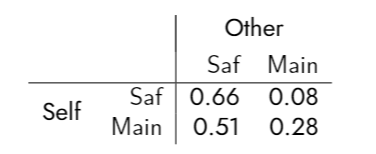 Other
Saf Main
Self Saf 0.66 0.08
Main 0.51 0.28